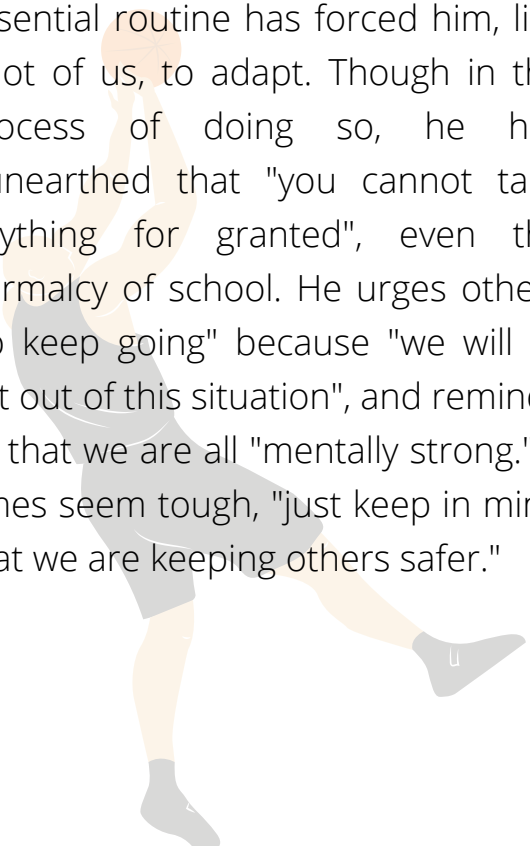 sential routine has forced him, li
ot of us, to adapt. Though in th
ocess of doing so, he h
unearthed that "you cannot ta
ything for granted", even th
rmalcy of school. He urges othe
o keep going" because "we will
t out of this situation", and remind
that we are all "mentally strong."
mes seem tough, "just keep in min
at we are keeping others safer."